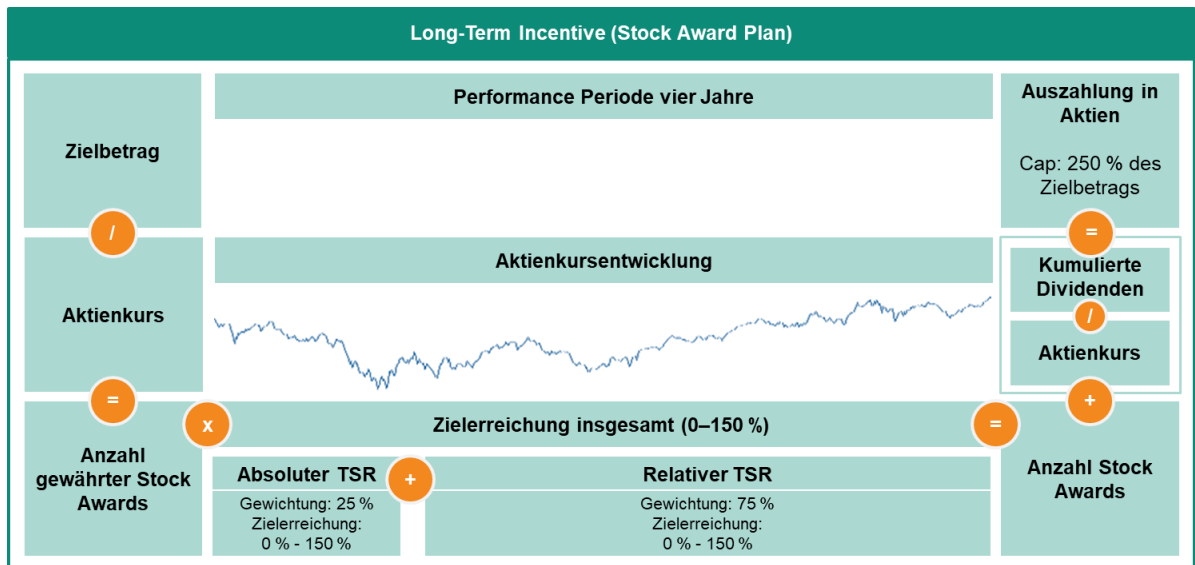 Long-Term Incentive (Stock Award Plan)
Zielbetrag
/
Aktienkurs
=
Anzahl
gewährter Stock
Awards
Performance Periode vier Jahre
Aktienkursentwicklung
x
Zielerreichung insgesamt (0–150 %)
=
Absoluter TSR
Gewichtung: 25 %
Zielerreichung:
0 % - 150 %
+
Relativer TSR
Gewichtung: 75 %
Zielerreichung:
0 % - 150 %
Auszahlung in
Aktien
Cap: 250 % des
Zielbetrags
=
Kumulierte
Dividenden
/
Aktienkurs
+
Anzahl Stock
Awards